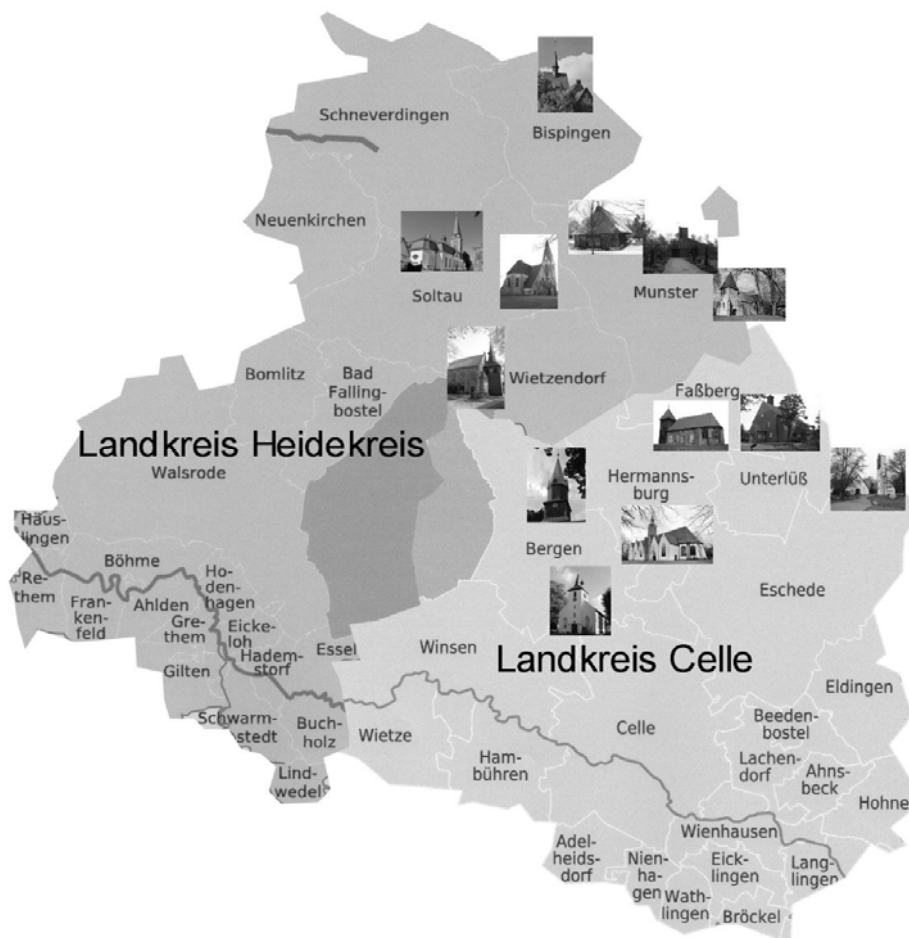 Schneverdingen
Bispingen
Neuenkirchen
Soltau
Munster
Bomlitz
Bad
Falling-
bostel
Wietzendorf
Faßberg
Landkreis Heidekreis
Walsrode
Hermanns-
burg
Unterlüß
Häus-
lingen
Bergen
Böhme
Ho-
den-
hagen
Re-
them
Fran-
ken-
feld
Ahlden
Gre-
them
Eicke-
loh
Eschede
Gilten
Hadem-
storf
Essel
Winsen
Landkreis Celle
Eldingen
Schwarm-
stedt
Buch-
holz
Wietze
Celle
Beeden-
bostel
Lind-
wedel
Ham-
bühren
Lachen-
dorf
Ahns-
beck
Hohne
Wienhausen
Adel-
heids-
dorf
Nien-
ha-
gen
Eick-
lingen
Lang-
lingen
Wath-
lingen
Bröckel